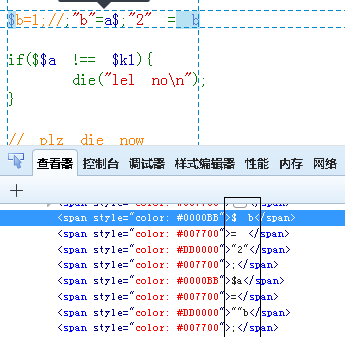 $b=1;//;"b"=a$;"2" = b
if($$a !== $k1){
die("lel no\n");
}
// plz die now
查看器 控制台 调试器 样式编辑器 性能 内存 网络
+
<span style="color: #007700"> </span>
<span style="color: #0000BB">$ b</span>
<span style="color: #007700">= </span>
<span style="color: #DD0000">"2"</span>
<span style="color: #007700">;</span>
<span style="color: #0000BB">$a</span>
<span style="color: #007700">=</span>
<span style="color: #DD0000">""b</span>
<span style="color: #007700">;</span>